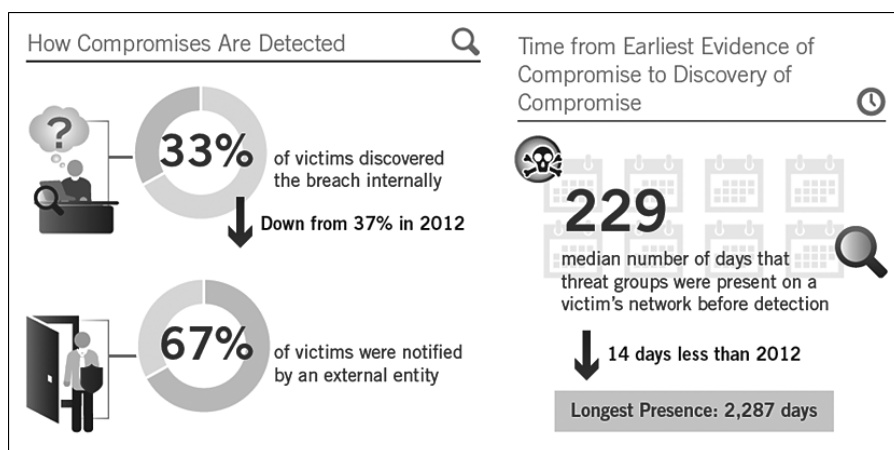 How Compromises Are Detected
?
33%
of victims discovered
the breach internally
Down from 37% in 2012
67%
of victims were notified
by an external entity
Time from Earliest Evidence of
Compromise to Discovery of
Compromise
229
median number of days that
threat groups were present on a
victim's network before detection
14 days less than 2012
Longest Presence: 2,287 days